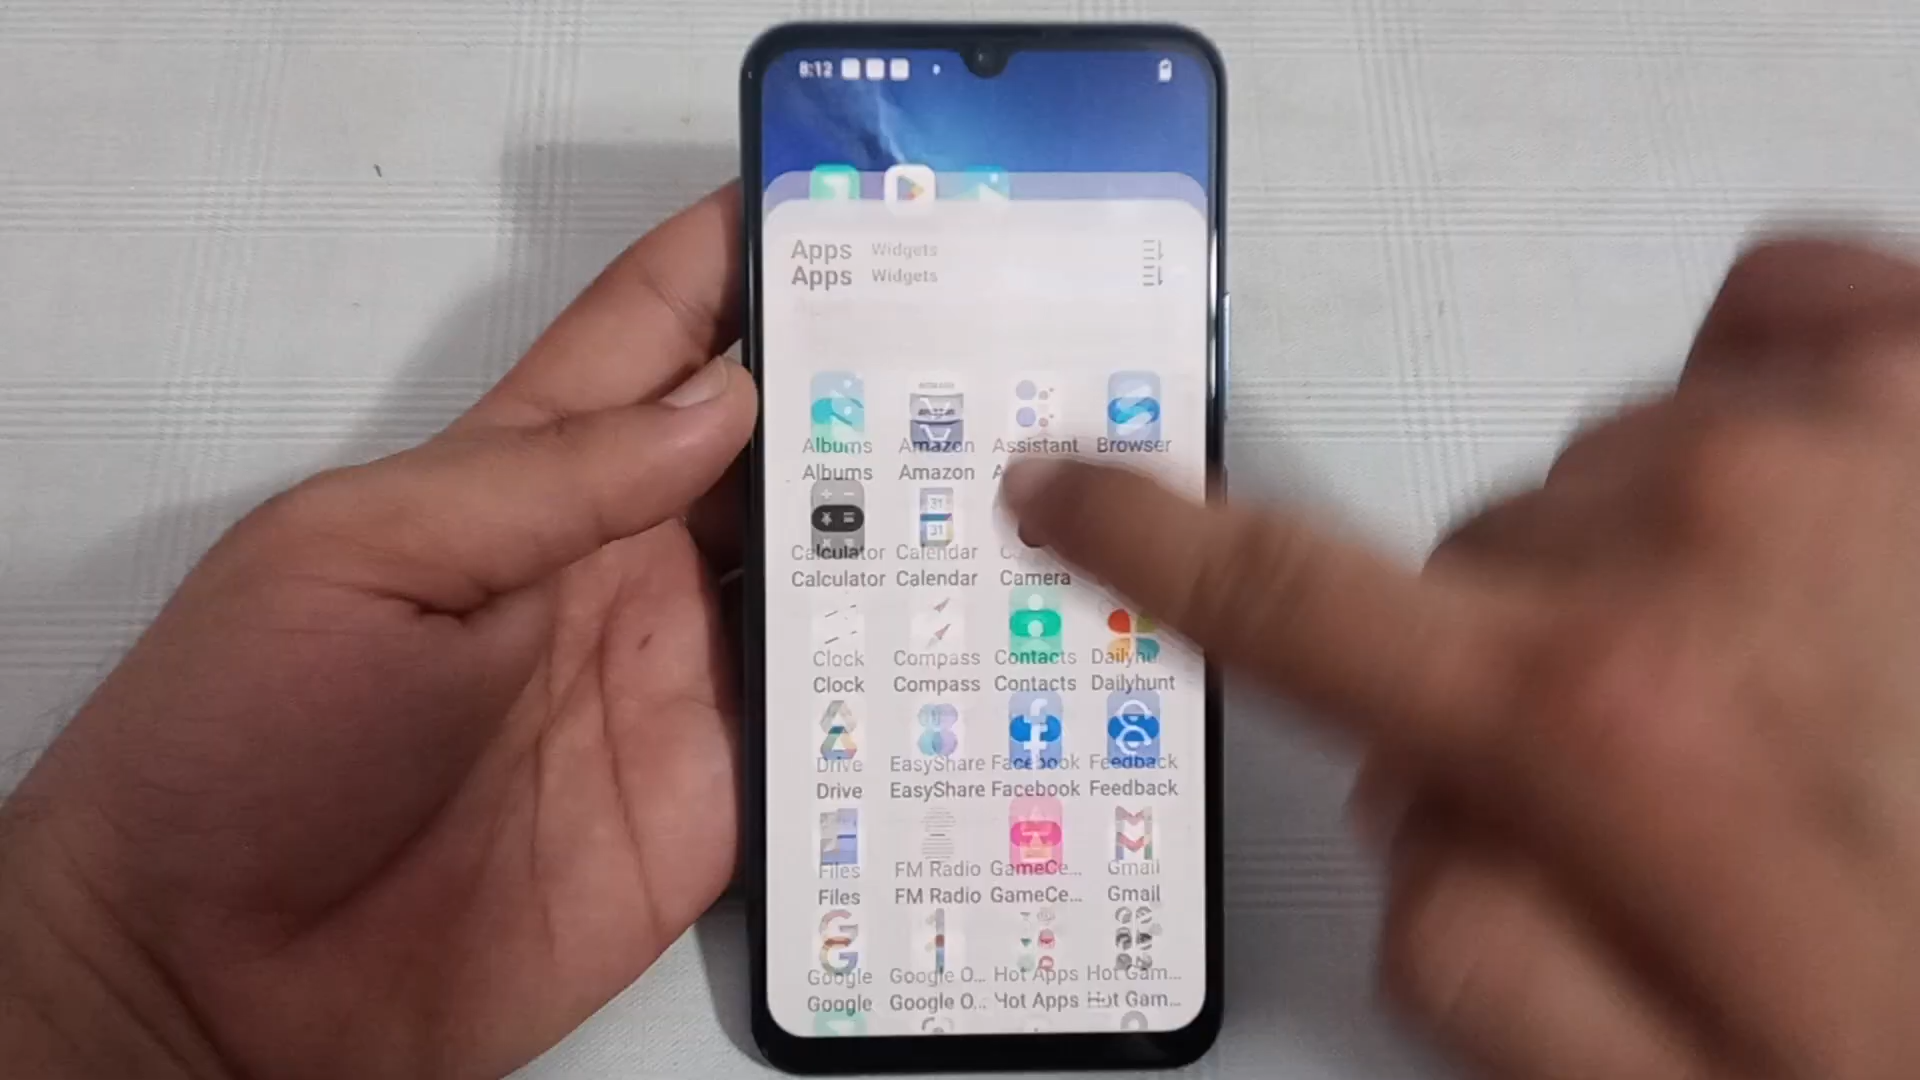 8:12
Apps Widgets
Apps Widgets
Albums Amazon Assistant Browser
Albums Amazon
31
31
Calculator Calendar
Calculator Calendar Camera
Clock Compass Contacts
Clock Compass Contacts Dailyhunt
Drive EasyShare Facebook Feedback
Drive EasyShare Facebook Feedback
Files FM Radio GameCe... Gmail
Files FM Radio GameCe... Gmail
Google Google O... Hot Apps Hot Gam...
Google Google O... Hot Apps Hot Gam...